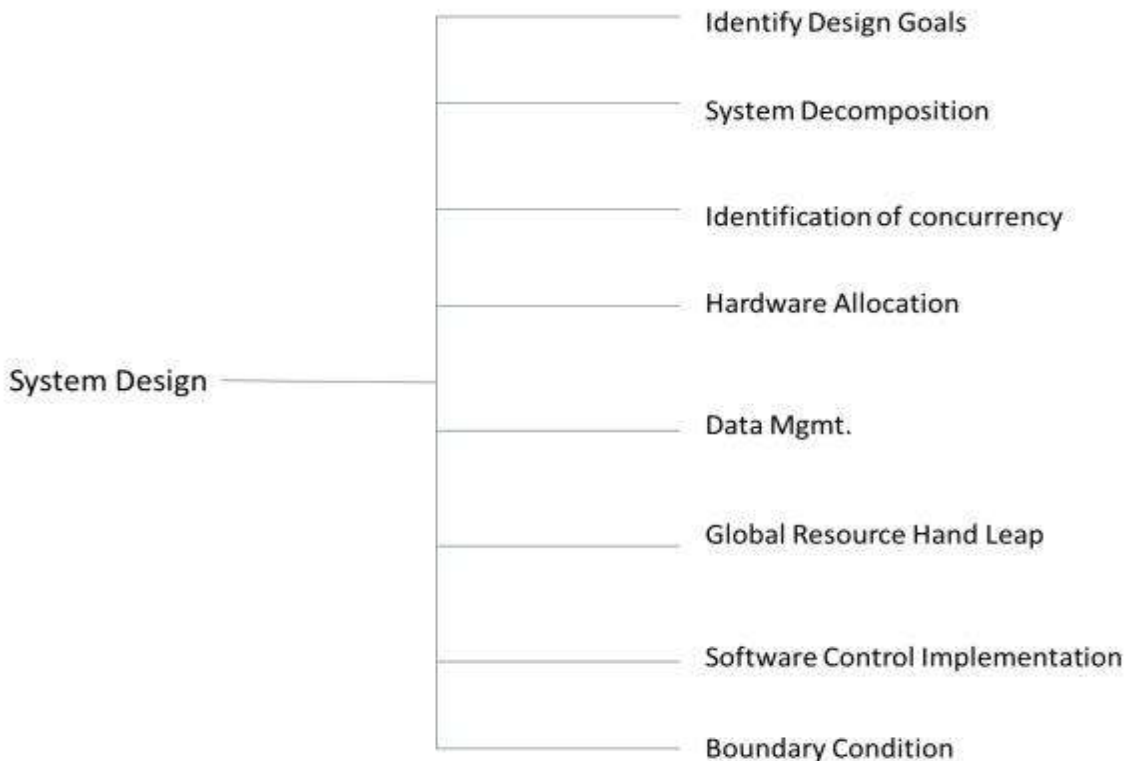 Identify Design Goals
System Decomposition
Identification of concurrency
Hardware Allocation
System Design
Data Mgmt.
Global Resource Hand Leap
Software Control Implementation
Boundary Condition